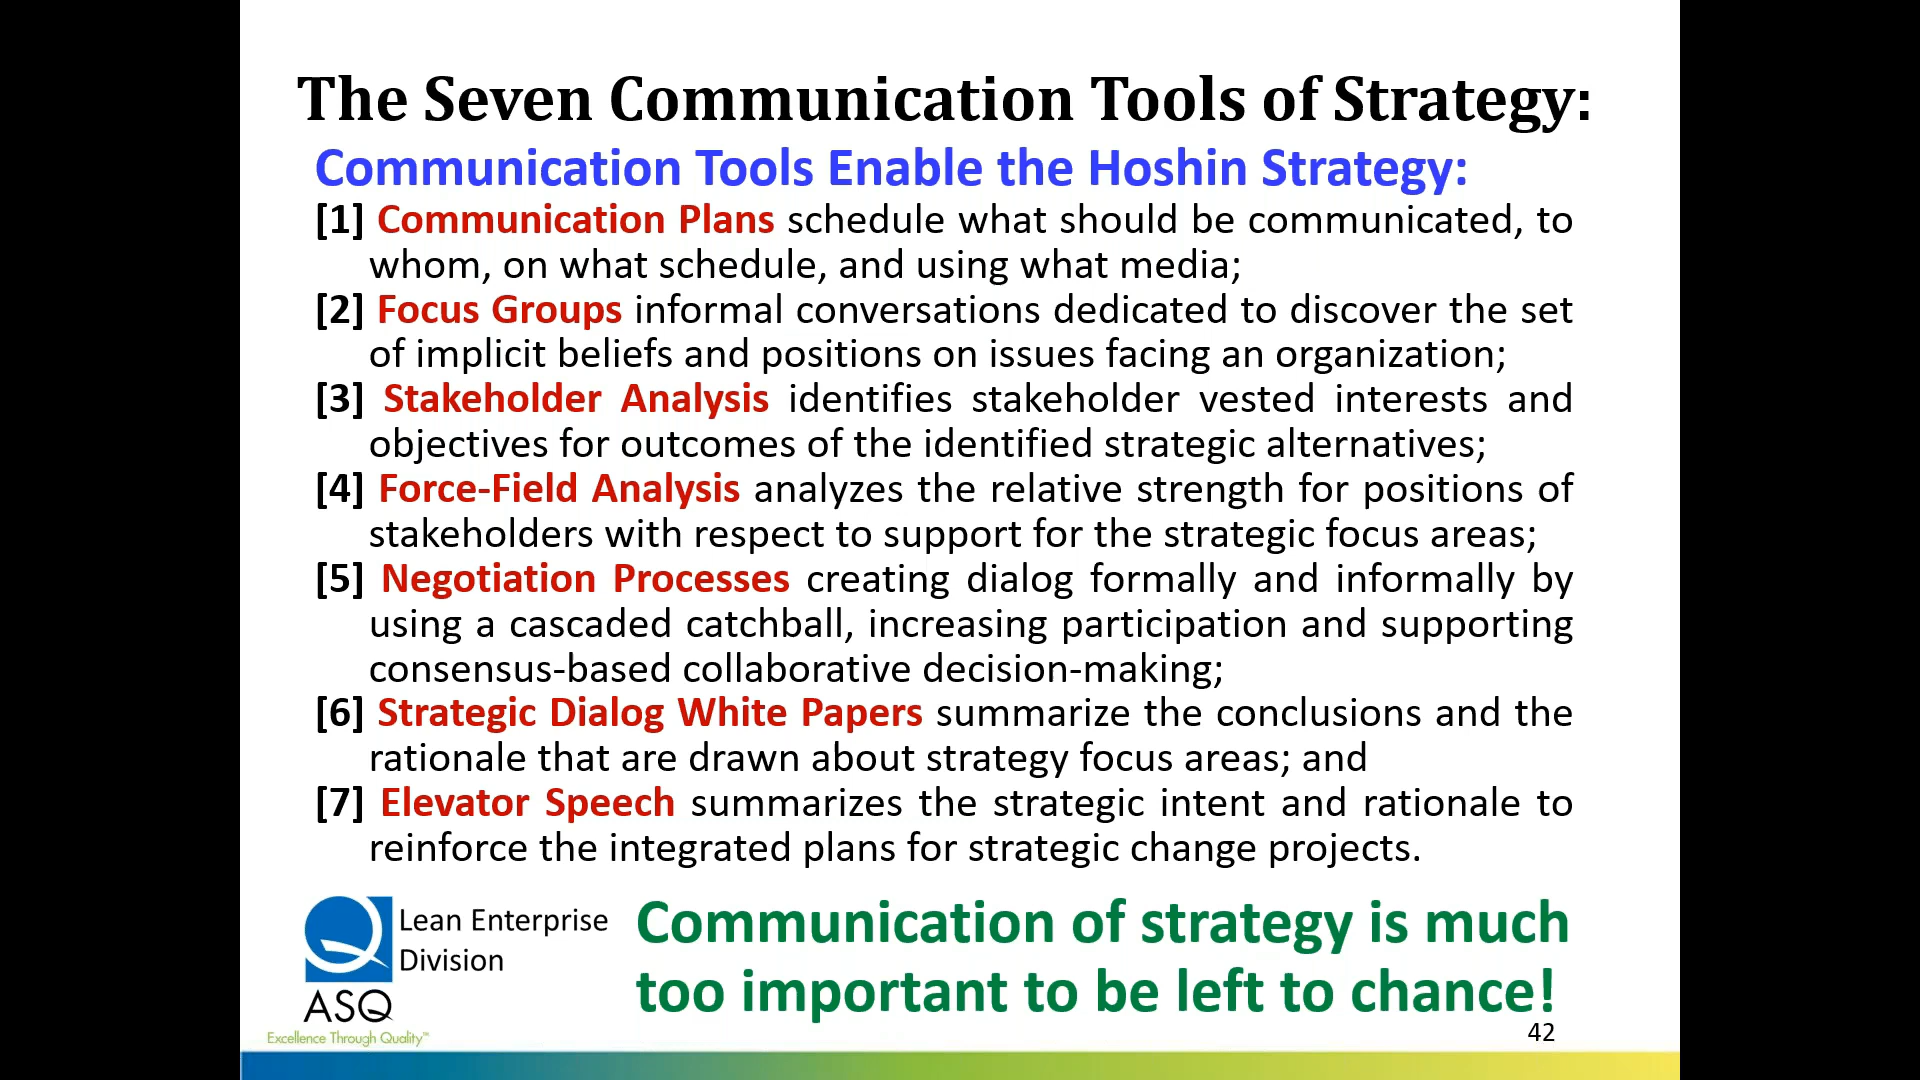 The Seven Communication Tools of Strategy:
Communication Tools Enable the Hoshin Strategy:
[1] Communication Plans schedule what should be communicated, to
whom, on what schedule, and using what media;
[2] Focus Groups informal conversations dedicated to discover the set
of implicit beliefs and positions on issues facing an organization;
[3] Stakeholder Analysis identifies stakeholder vested interests and
objectives for outcomes of the identified strategic alternatives;
[4] Force-Field Analysis analyzes the relative strength for positions of
stakeholders with respect to support for the strategic focus areas;
[5] Negotiation Processes creating dialog formally and informally by
using a cascaded catchball, increasing participation and supporting
consensus-based collaborative decision-making;
[6] Strategic Dialog White Papers summarize the conclusions and the
rationale that are drawn about strategy focus areas; and
[7] Elevator Speech summarizes the strategic intent and rationale to
reinforce the integrated plans for strategic change projects.
Lean Enterprise
Division
ASQ
Excellence Through Quality™
Communication of strategy is much
too important to be left to chance!
42